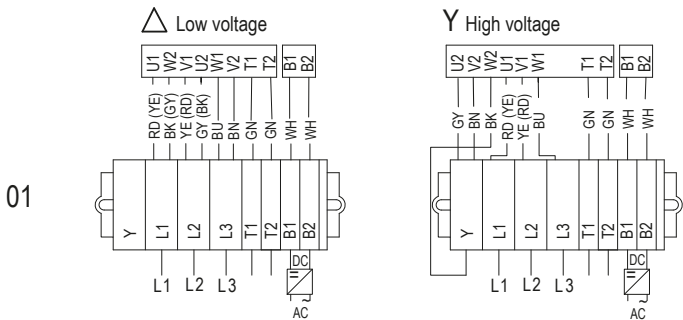 △ Low voltage
Y High voltage
U1 W2 V1 U2 W1 V2 T1 T2 B1 B2
U2 V2 W2 U1 V1 W1 T1 T2 B1 B2
RD (YE) BK (GY) YE (RD) GY (BK) BU BN GN GN WH WH
GY BN BK RD (YE) YE (RD) BU GN GN WH WH
01
Y L1 L2 L3 T1 T2 B1 B2
Y L1 L2 L3 T1 T2 B1 B2
L1 L2 L3 DC = ~ AC
L1 L2 L3 DC = ~ AC